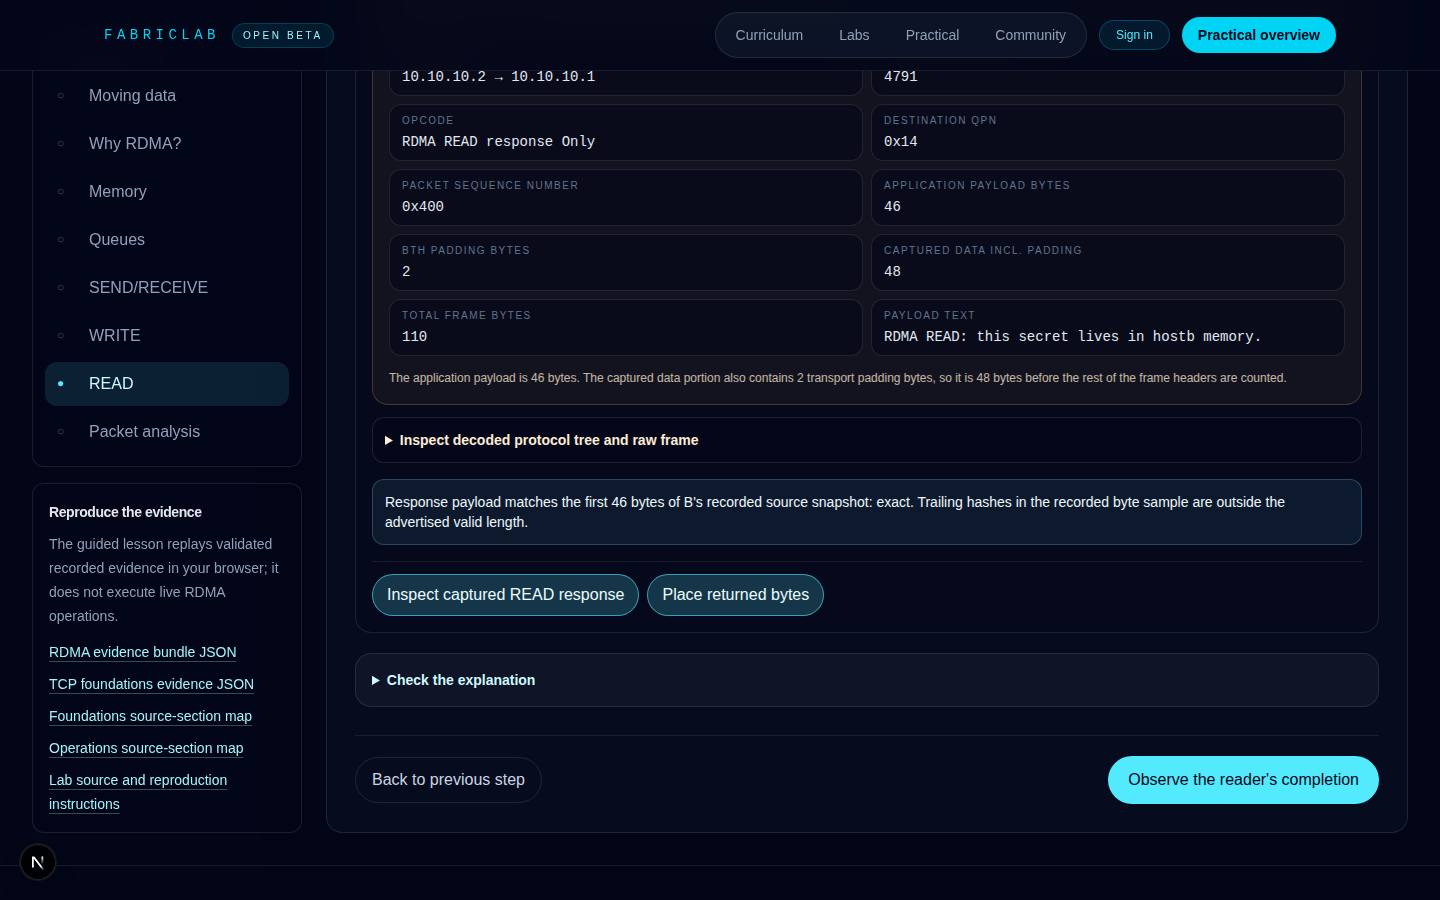 FABRICLAB
OPEN BETA
Curriculum
Labs
Practical
Community
Sign in
Practical overview
Moving data
Why RDMA?
Memory
Queues
SEND/RECEIVE
WRITE
READ
Packet analysis
Reproduce the evidence
The guided lesson replays validated
recorded evidence in your browser; it
does not execute live RDMA
operations.
RDMA evidence bundle JSON
TCP foundations evidence JSON
Foundations source-section map
Operations source-section map
Lab source and reproduction
instructions
10.10.10.2 → 10.10.10.1
4791
OPCODE
RDMA READ response Only
DESTINATION QPN
0x14
PACKET SEQUENCE NUMBER
0x400
APPLICATION PAYLOAD BYTES
46
BTH PADDING BYTES
2
CAPTURED DATA INCL. PADDING
48
TOTAL FRAME BYTES
110
PAYLOAD TEXT
RDMA READ: this secret lives in hostb memory.
The application payload is 46 bytes. The captured data portion also contains 2 transport padding bytes, so it is 48 bytes before the rest of the frame headers are counted.
Inspect decoded protocol tree and raw frame
Response payload matches the first 46 bytes of B's recorded source snapshot: exact. Trailing hashes in the recorded byte sample are outside the
advertised valid length.
Inspect captured READ response
Place returned bytes
Check the explanation
Back to previous step
Observe the reader's completion
N